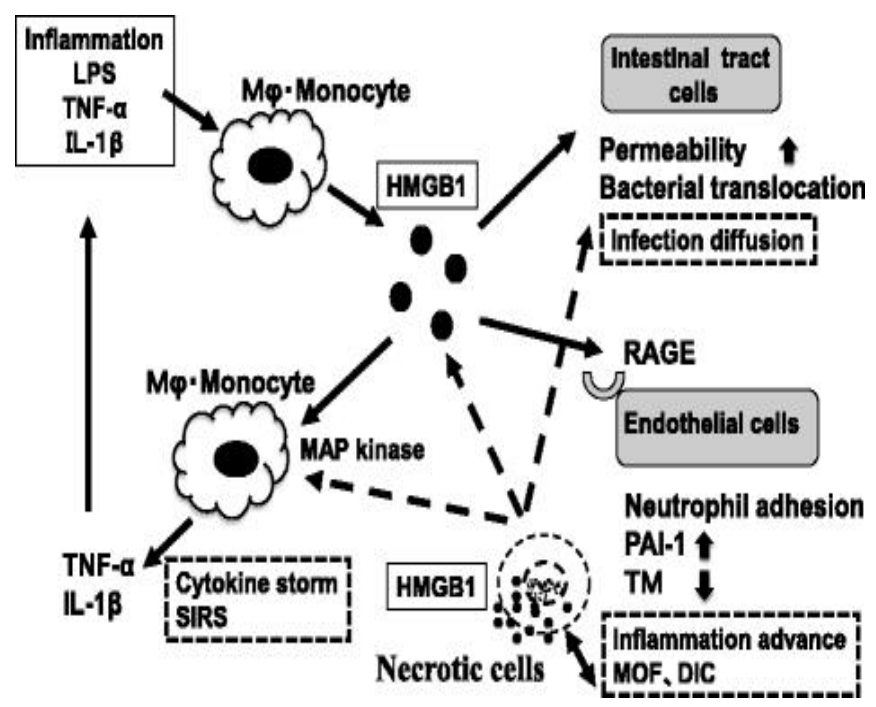 Inflammation
LPS
TNF-α
IL-1β
Mφ・Monocyte
HMGB1
Intestinal tract
cells
Permeability
Bacterial translocation
Infection diffusion
RAGE
Endothelial cells
Mφ・Monocyte
MAP kinase
Neutrophil adhesion
PAI-1
TM
TNF-α
IL-1β
Cytokine storm
SIRS
HMGB1
Necrotic cells
Inflammation advance
MOF、DIC